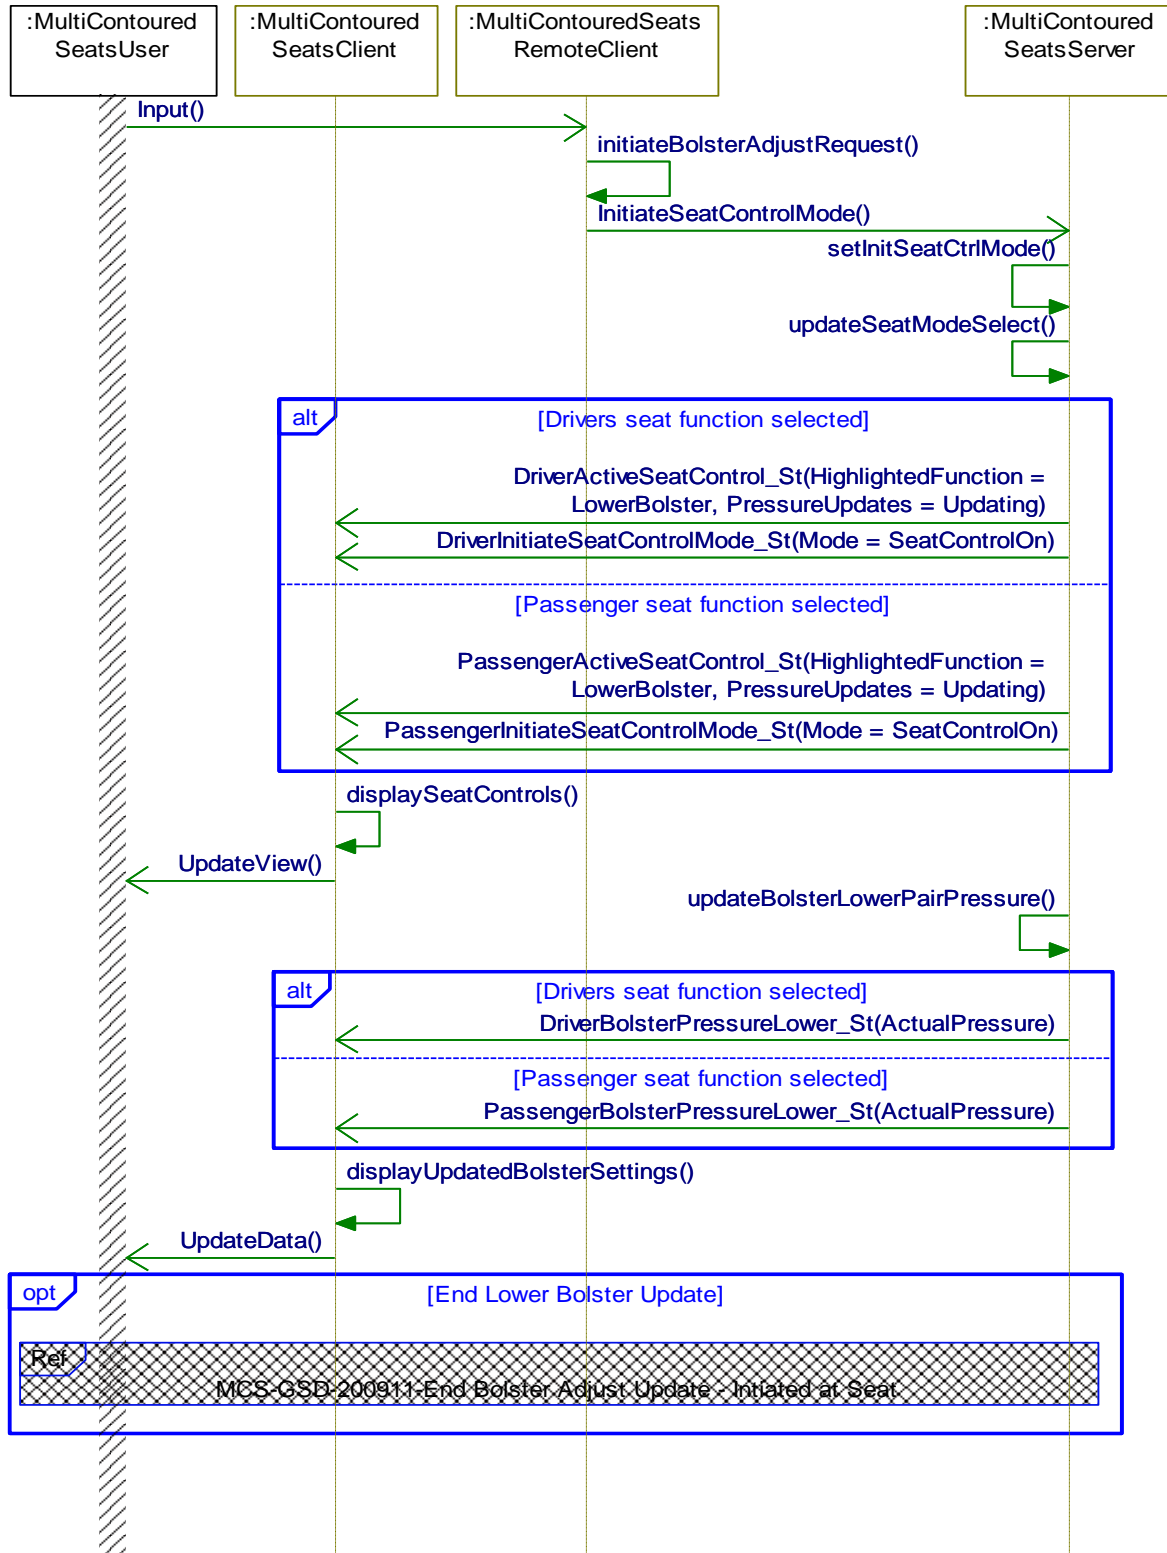 :MultiContoured
SeatsUser
:MultiContoured
SeatsClient
:MultiContouredSeats
RemoteClient
:MultiContoured
SeatsServer
Input()
initiateBolsterAdjustRequest()
InitiateSeatControlMode()
setInitSeatCtrlMode()
updateSeatModeSelect()
alt
[Drivers seat function selected]
DriverActiveSeatControl_St(HighlightedFunction =
LowerBolster, PressureUpdates = Updating)
DriverInitiateSeatControlMode_St(Mode = SeatControlOn)
[Passenger seat function selected]
PassengerActiveSeatControl_St(HighlightedFunction =
LowerBolster, PressureUpdates = Updating)
PassengerInitiateSeatControlMode_St(Mode = SeatControlOn)
displaySeatControls()
UpdateView()
updateBolsterLowerPairPressure()
alt
[Drivers seat function selected]
DriverBolsterPressureLower_St(ActualPressure)
[Passenger seat function selected]
PassengerBolsterPressureLower_St(ActualPressure)
displayUpdatedBolsterSettings()
UpdateData()
opt
[End Lower Bolster Update]
Ref
MCS-GSD-200911-End Bolster Adjust Update - Intiated at Seat